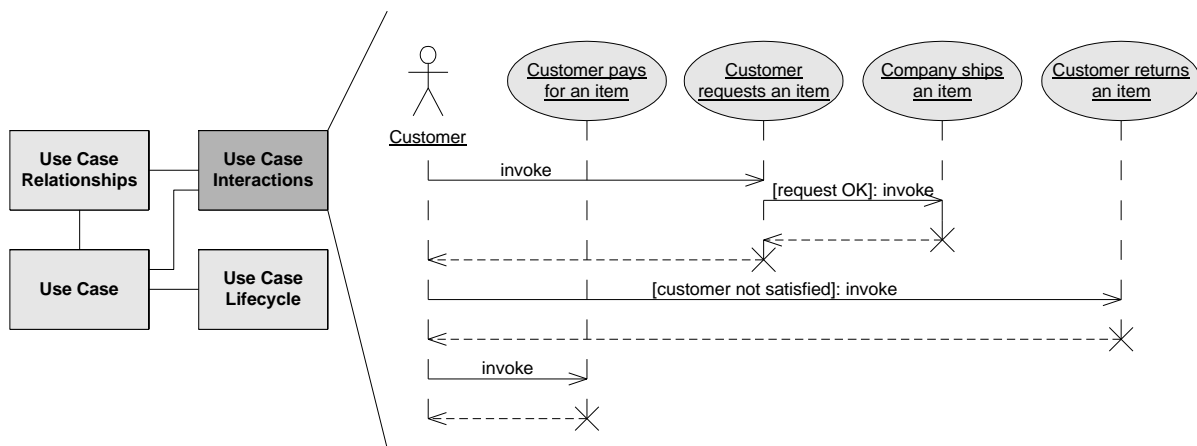 Use Case
Relationships
Use Case
Interactions
Use Case
Use Case
Lifecycle
Customer
Customer pays
for an item
Customer
requests an item
Company ships
an item
Customer returns
an item
invoke
[request OK]: invoke
[customer not satisfied]: invoke
invoke